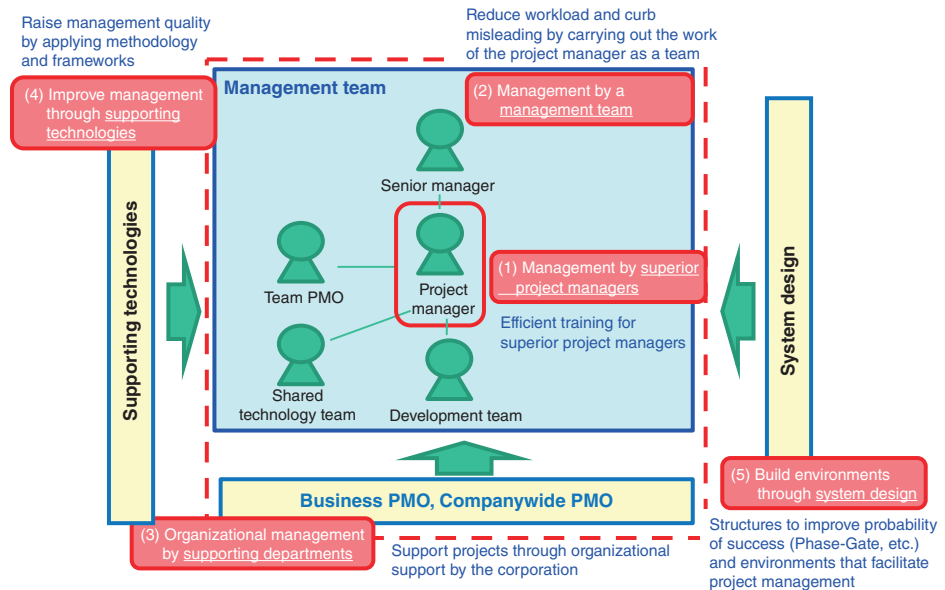 Raise management quality
by applying methodology
and frameworks
Reduce workload and curb
misleading by carrying out the work
of the project manager as a team
(4) Improve management
through supporting
technologies
Management team
(2) Management by a
management team
Senior manager
Team PMO
Project
manager
(1) Management by superior
project managers
Efficient training for
superior project managers
Shared
technology team
Development team
Supporting technologies
System design
Business PMO, Companywide PMO
(3) Organizational management
by supporting departments
Support projects through organizational
support by the corporation
(5) Build environments
through system design
Structures to improve probability
of success (Phase-Gate, etc.)
and environments that facilitate
project management